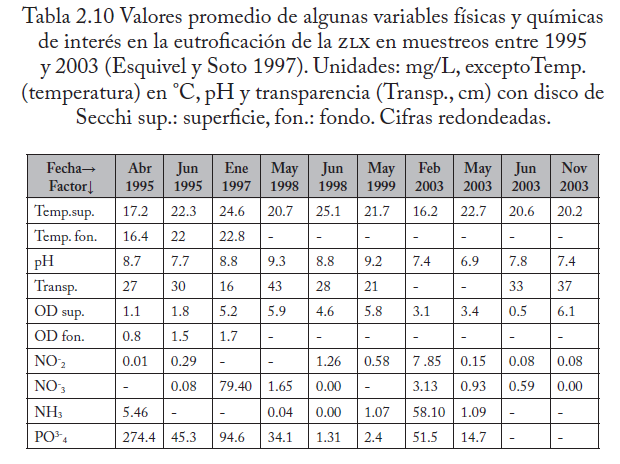 Tabla 2.10 Valores promedio de algunas variables físicas y químicas
de interés en la eutroficación de la ZLX en muestreos entre 1995
y 2003 (Esquivel y Soto 1997). Unidades: mg/L, exceptoTemp.
(temperatura) en °C, pH y transparencia (Transp., cm) con disco de
Secchi sup.: superficie, fon.: fondo. Cifras redondeadas.
Fecha→ Abr Jun Ene May Jun May Feb May Jun Nov
Factor↓ 1995 1995 1997 1998 1998 1999 2003 2003 2003 2003
Temp.sup. 17.2 22.3 24.6 20.7 25.1 21.7 16.2 22.7 20.6 20.2
Temp. fon. 16.4 22 22.8 - - - - - - -
pH 8.7 7.7 8.8 9.3 8.8 9.2 7.4 6.9 7.8 7.4
Transp. 27 30 16 43 28 21 - - 33 37
OD sup. 1.1 1.8 5.2 5.9 4.6 5.8 3.1 3.4 0.5 6.1
OD fon. 0.8 1.5 1.7 - - - - - - -
NO⁻₂ 0.01 0.29 - - 1.26 0.58 7.85 0.15 0.08 0.08
NO⁻₃ - 0.08 79.40 1.65 0.00 - 3.13 0.93 0.59 0.00
NH₃ 5.46 - - 0.04 0.00 1.07 58.10 1.09 - -
PO³⁻₄ 274.4 45.3 94.6 34.1 1.31 2.4 51.5 14.7 - -